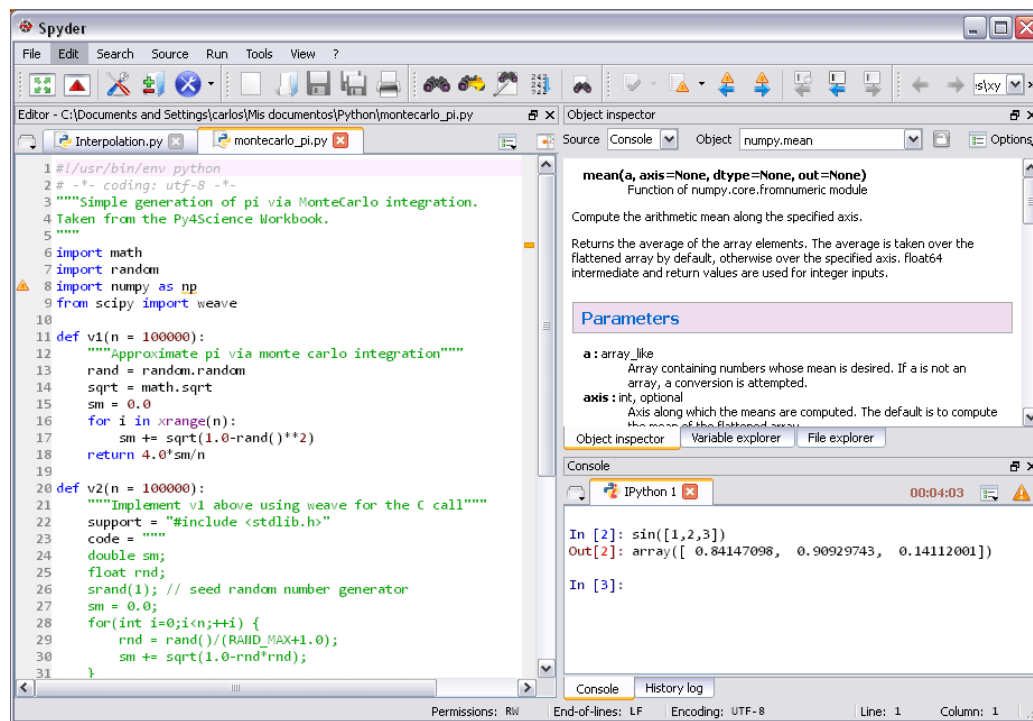 Spyder
File Edit Search Source Run Tools View ?
s\xy
Editor - C:\Documents and Settings\carlos\Mis documentos\Python\montecarlo_pi.py
Interpolation.py montecarlo_pi.py
1 #!/usr/bin/env python
2 # -*- coding: utf-8 -*-
3 """Simple generation of pi via MonteCarlo integration.
4 Taken from the Py4Science Workbook.
5 """
6 import math
7 import random
8 import numpy as np
9 from scipy import weave
10
11 def v1(n = 100000):
12     """Approximate pi via monte carlo integration"""
13     rand = random.random
14     sqrt = math.sqrt
15     sm = 0.0
16     for i in xrange(n):
17         sm += sqrt(1.0-rand()**2)
18     return 4.0*sm/n
19
20 def v2(n = 100000):
21     """Implement v1 above using weave for the C call"""
22     support = "#include <stdlib.h>"
23     code = """
24     double sm;
25     float rnd;
26     srand(1); // seed random number generator
27     sm = 0.0;
28     for(int i=0;i<n;++i) {
29         rnd = rand()/(RAND_MAX+1.0);
30         sm += sqrt(1.0-rnd*rnd);
31     }
Object inspector
Source Console Object numpy.mean Options
mean(a, axis=None, dtype=None, out=None)
Function of numpy.core.fromnumeric module
Compute the arithmetic mean along the specified axis.
Returns the average of the array elements. The average is taken over the
flattened array by default, otherwise over the specified axis. float64
intermediate and return values are used for integer inputs.
Parameters
a : array_like
Array containing numbers whose mean is desired. If a is not an
array, a conversion is attempted.
axis : int, optional
Axis along which the means are computed. The default is to compute
the mean of the flattened array.
Object inspector Variable explorer File explorer
Console
IPython 1 00:04:03
In [2]: sin([1,2,3])
Out[2]: array([ 0.84147098,  0.90929743,  0.14112001])
In [3]:
Console History log
Permissions: RW End-of-lines: LF Encoding: UTF-8 Line: 1 Column: 1